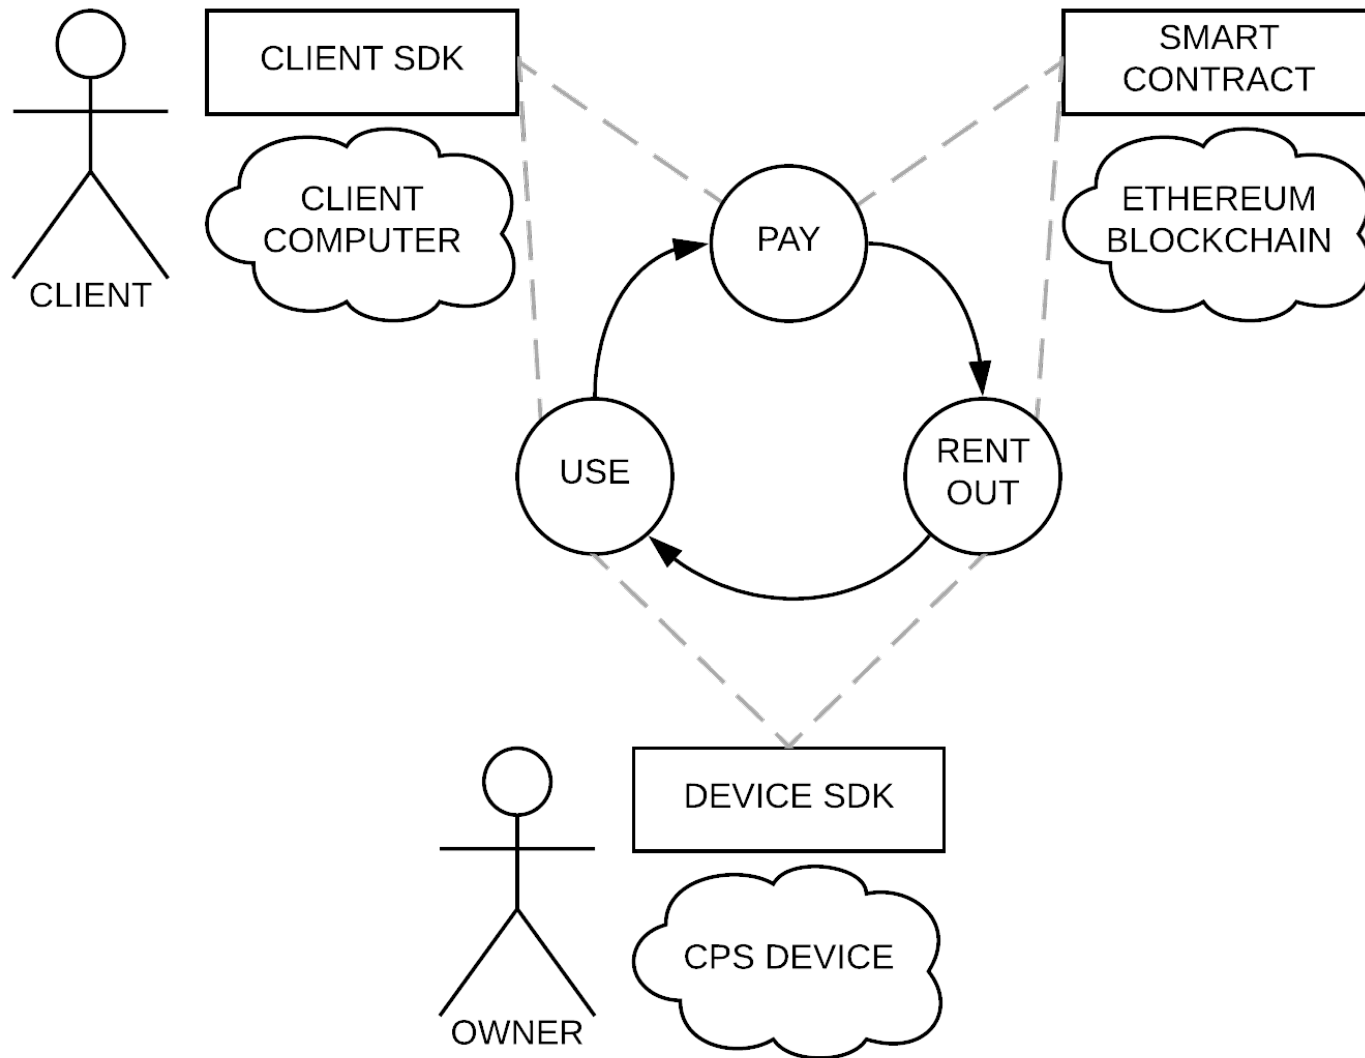 CLIENT SDK
SMART
CONTRACT
CLIENT
COMPUTER
ETHEREUM
BLOCKCHAIN
CLIENT
PAY
USE
RENT
OUT
DEVICE SDK
CPS DEVICE
OWNER